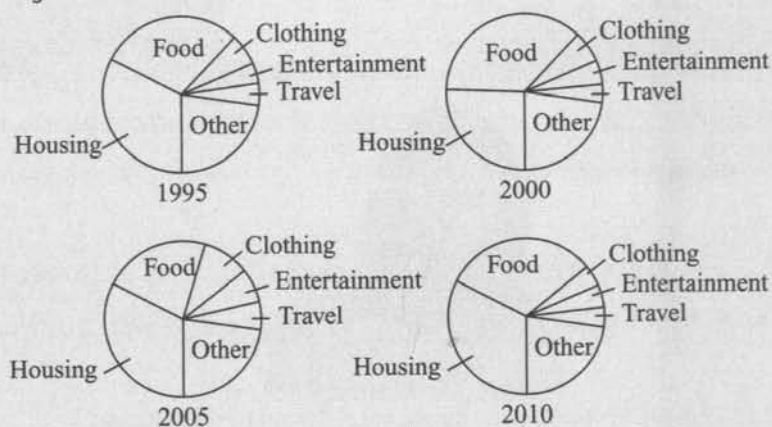 Food
Clothing
Entertainment
Travel
Other
Housing
1995
Food
Clothing
Entertainment
Travel
Other
Housing
2000
Food
Clothing
Entertainment
Travel
Other
Housing
2005
Food
Clothing
Entertainment
Travel
Other
Housing
2010